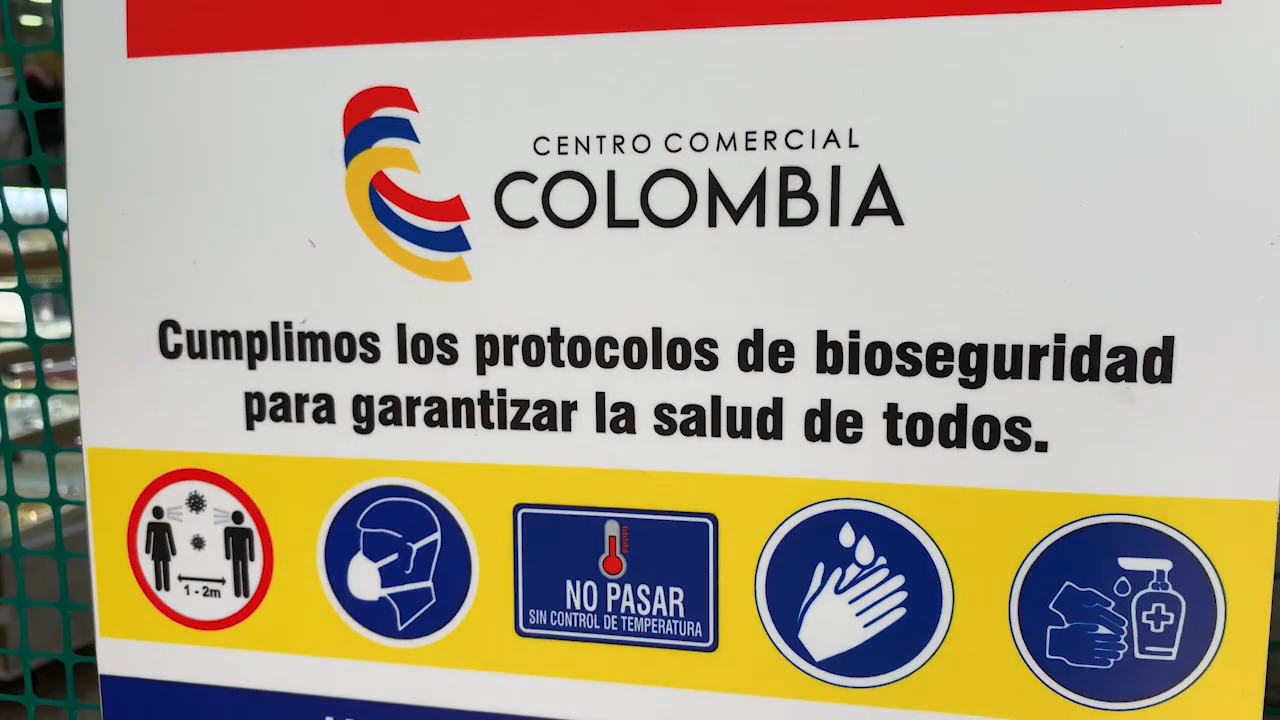 CENTRO COMERCIAL
COLOMBIA
Cumplimos los protocolos de bioseguridad
para garantizar la salud de todos.
1 - 2m
NO PASAR
SIN CONTROL DE TEMPERATURA